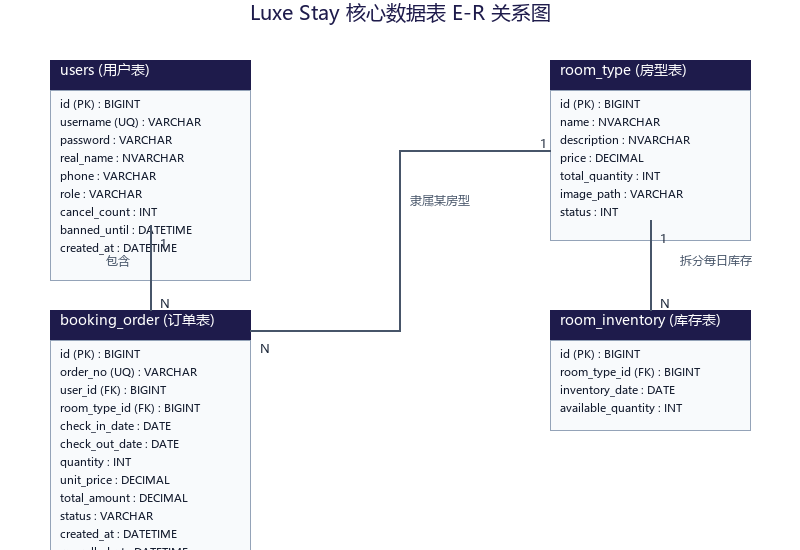 Luxe Stay 核心数据表 E-R 关系图
users (用户表)
id (PK) : BIGINT
username (UQ) : VARCHAR
password : VARCHAR
real_name : NVARCHAR
phone : VARCHAR
role : VARCHAR
cancel_count : INT
banned_until : DATETIME
created_at : DATETIME
1
包含
N
booking_order (订单表)
id (PK) : BIGINT
order_no (UQ) : VARCHAR
user_id (FK) : BIGINT
room_type_id (FK) : BIGINT
check_in_date : DATE
check_out_date : DATE
quantity : INT
unit_price : DECIMAL
total_amount : DECIMAL
status : VARCHAR
created_at : DATETIME
N
隶属某房型
1
room_type (房型表)
id (PK) : BIGINT
name : NVARCHAR
description : NVARCHAR
price : DECIMAL
total_quantity : INT
image_path : VARCHAR
status : INT
1
拆分每日库存
N
room_inventory (库存表)
id (PK) : BIGINT
room_type_id (FK) : BIGINT
inventory_date : DATE
available_quantity : INT